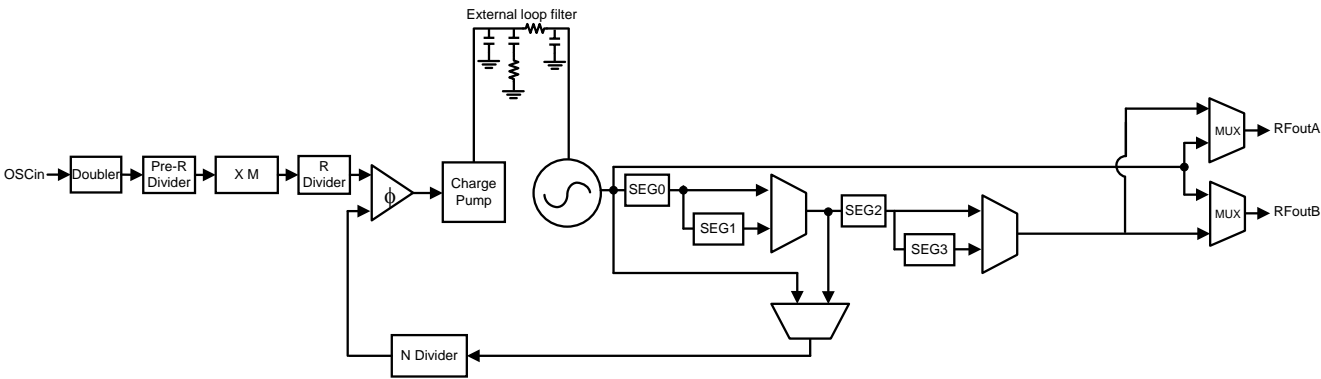 External loop filter
OSCin
Doubler
Pre-R
Divider
X M
R
Divider
ϕ
Charge
Pump
SEG0
SEG1
SEG2
SEG3
MUX
RFoutA
MUX
RFoutB
N Divider